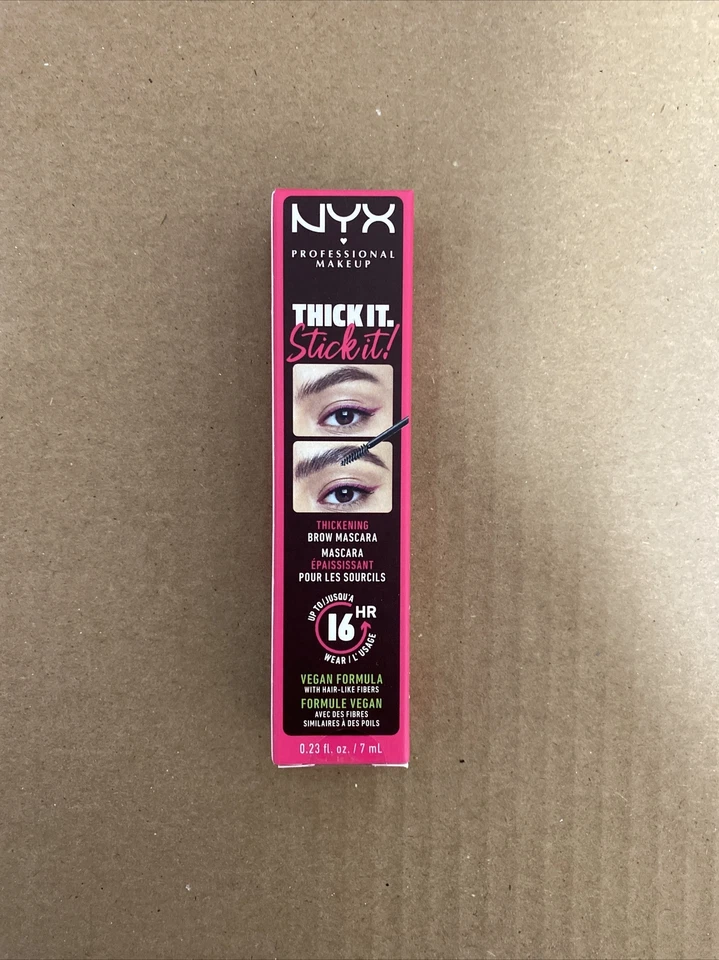 NYX
PROFESSIONAL
MAKEUP
THICK IT.
Stick it!
THICKENING
BROW MASCARA
MASCARA
ÉPAISSISSANT
POUR LES SOURCILS
UP TO / JUSQU'A
16 HR
WEAR / L'USAGE
VEGAN FORMULA
WITH HAIR-LIKE FIBERS
FORMULE VEGAN
AVEC DES FIBRES
SIMILAIRES À DES POILS
0.23 fl. oz. / 7 mL